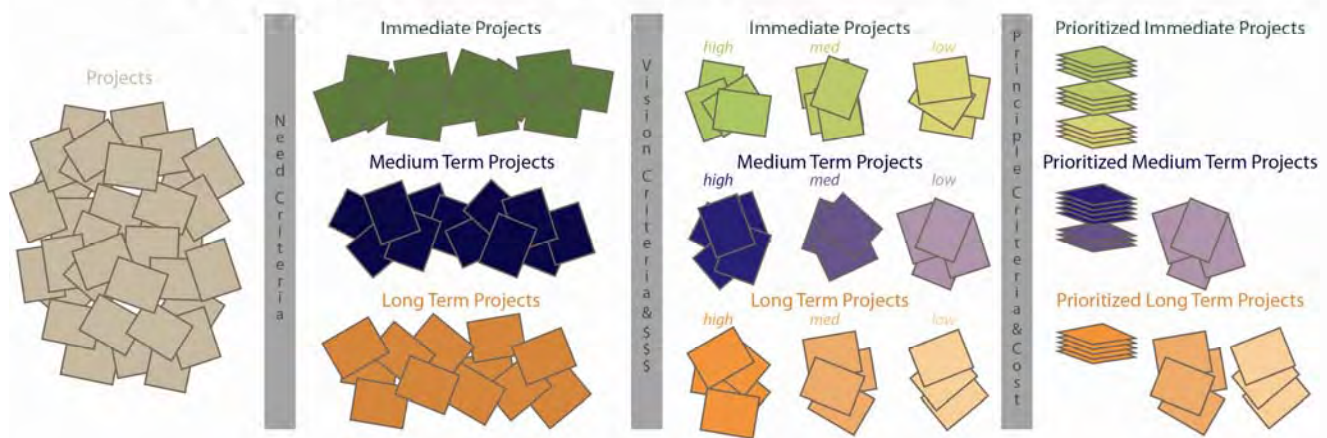 Projects
Need Criteria
Immediate Projects
Medium Term Projects
Long Term Projects
Vision Criteria & $$$
Immediate Projects
high med low
Medium Term Projects
high med low
Long Term Projects
high med low
Principle Criteria & Cost
Prioritized Immediate Projects
Prioritized Medium Term Projects
Prioritized Long Term Projects